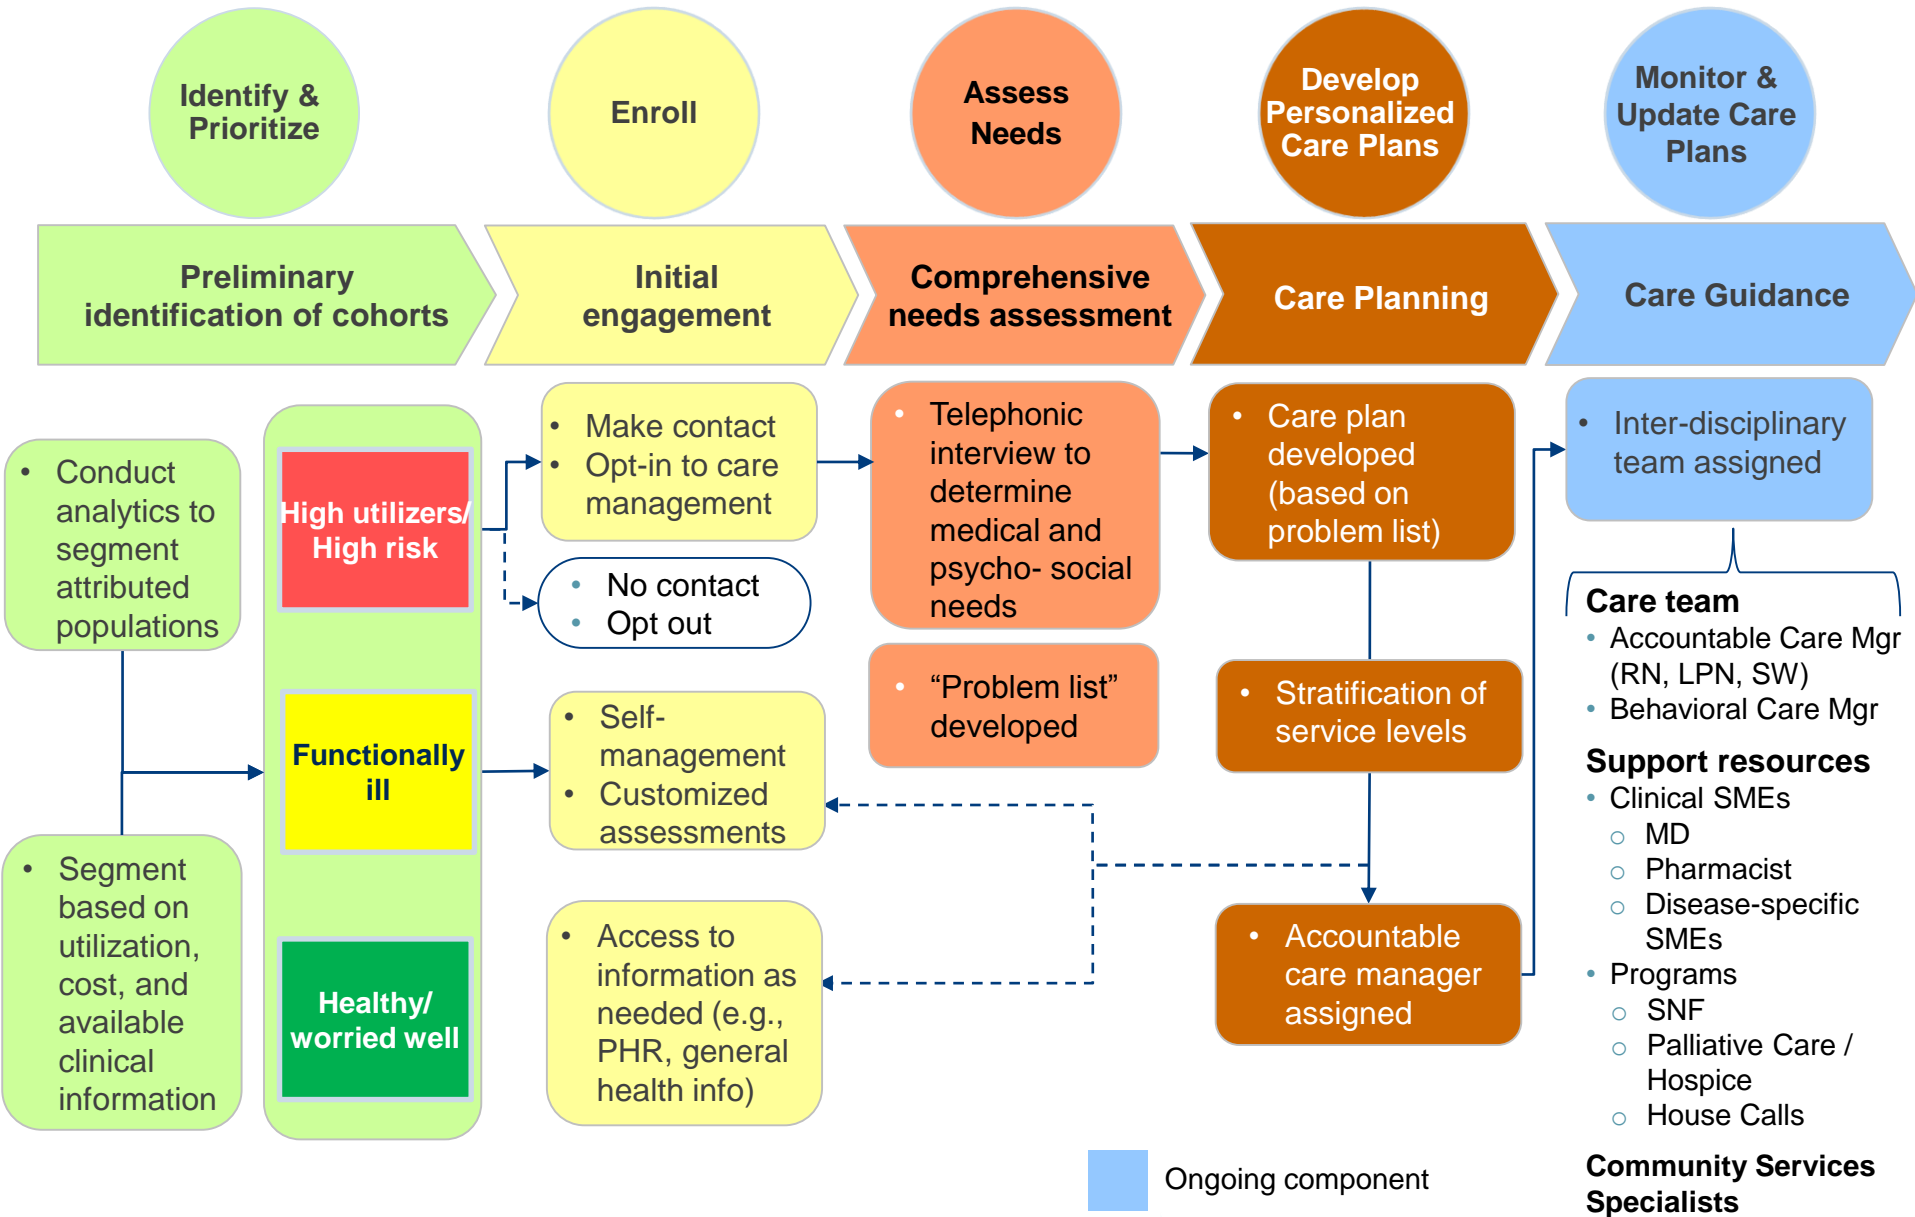 Identify &
Prioritize
Enroll
Assess
Needs
Develop
Personalized
Care Plans
Monitor &
Update Care
Plans
Preliminary
identification of cohorts
Initial
engagement
Comprehensive
needs assessment
Care Planning
Care Guidance
• Conduct
analytics to
segment
attributed
populations
• Segment
based on
utilization,
cost, and
available
clinical
information
High utilizers/
High risk
Functionally
ill
Healthy/
worried well
• Make contact
• Opt-in to care
management
• No contact
• Opt out
• Self-
management
• Customized
assessments
• Access to
information as
needed (e.g.,
PHR, general
health info)
• Telephonic
interview to
determine
medical and
psycho- social
needs
• “Problem list”
developed
• Care plan
developed
(based on
problem list)
• Stratification of
service levels
• Accountable
care manager
assigned
• Inter-disciplinary
team assigned
Care team
• Accountable Care Mgr
(RN, LPN, SW)
• Behavioral Care Mgr
Support resources
• Clinical SMEs
o MD
o Pharmacist
o Disease-specific
SMEs
• Programs
o SNF
o Palliative Care /
Hospice
o House Calls
Community Services
Specialists
Ongoing component